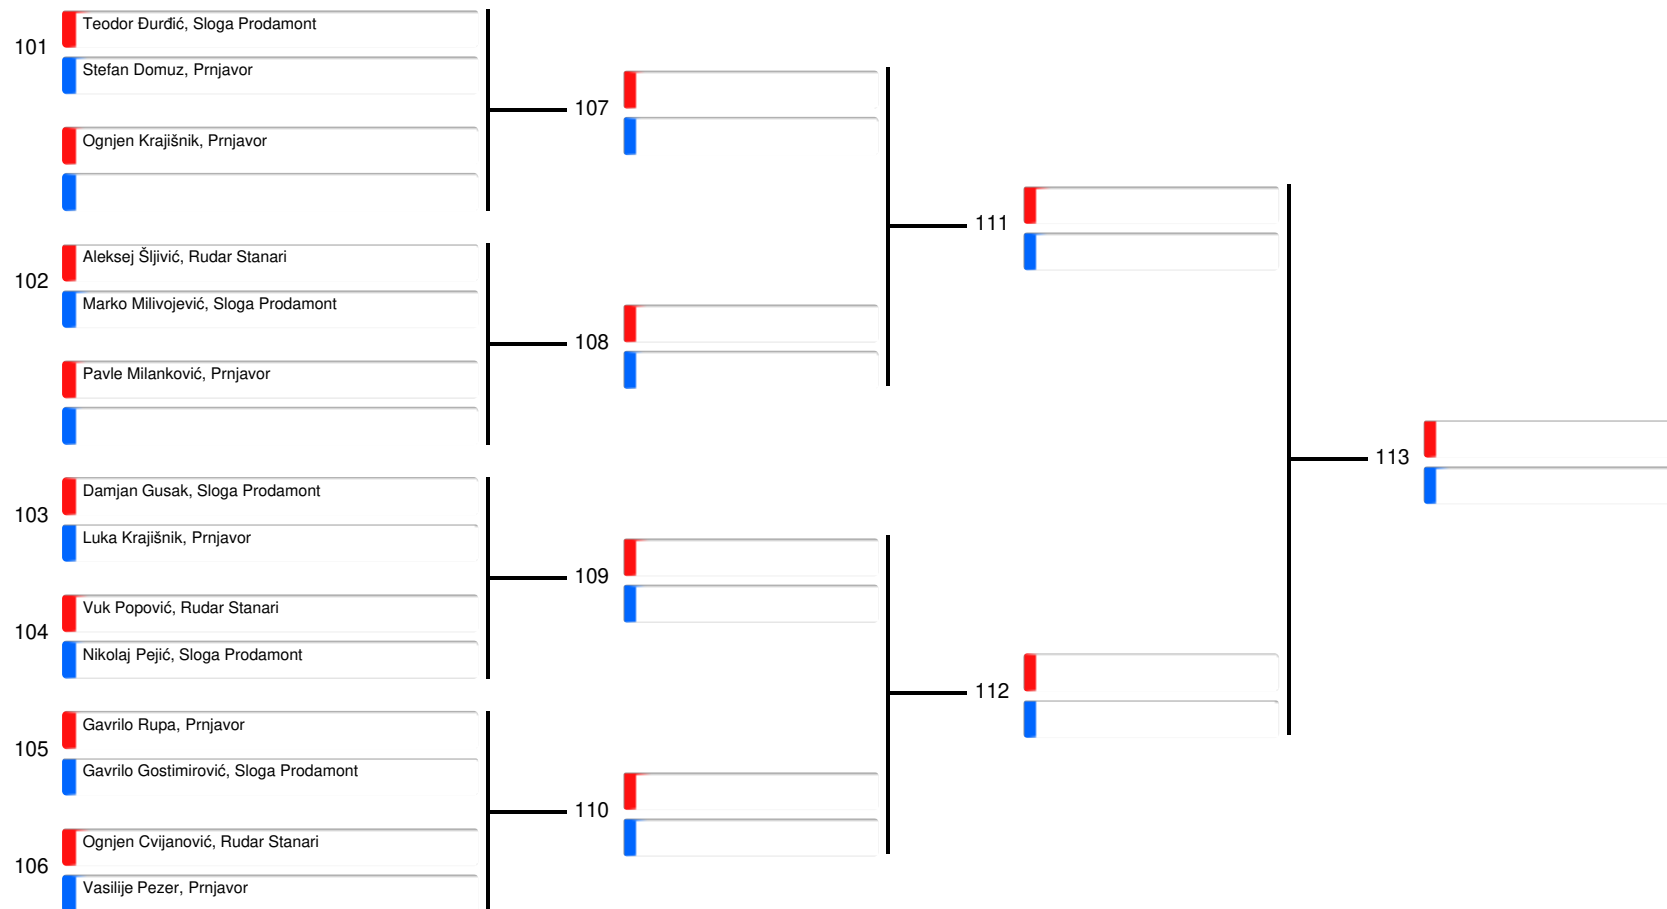 101
Teodor Đurđić, Sloga Prodamont
Stefan Domuz, Prnjavor
Ognjen Krajišnik, Prnjavor
102
Aleksej Šljivić, Rudar Stanari
Marko Milivojević, Sloga Prodamont
Pavle Milanković, Prnjavor
103
Damjan Gusak, Sloga Prodamont
Luka Krajišnik, Prnjavor
104
Vuk Popović, Rudar Stanari
Nikolaj Pejić, Sloga Prodamont
105
Gavrilo Rupa, Prnjavor
Gavrilo Gostimirović, Sloga Prodamont
106
Ognjen Cvijanović, Rudar Stanari
Vasilije Pezer, Prnjavor
107
108
109
110
111
112
113